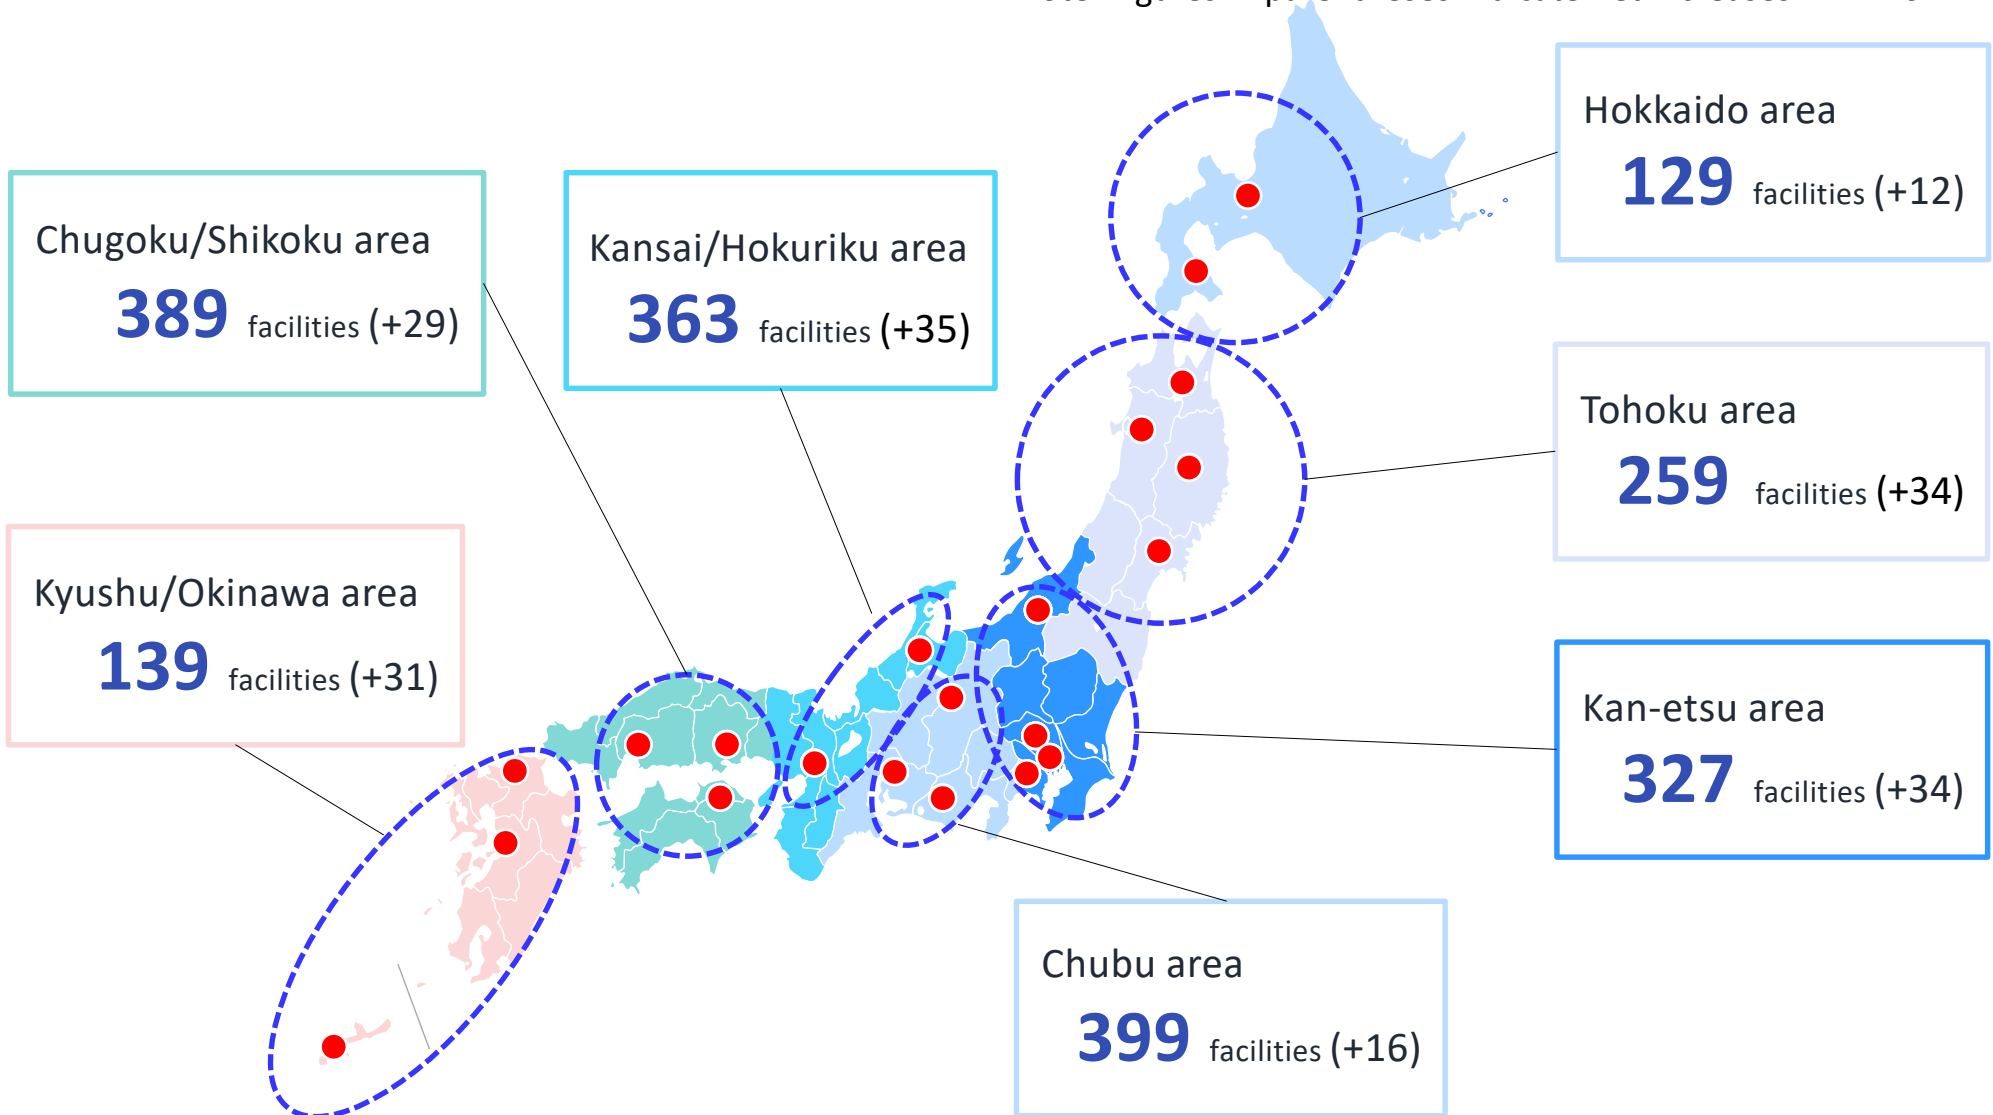 Hokkaido area
129 facilities (+12)
Chugoku/Shikoku area
389 facilities (+29)
Kansai/Hokuriku area
363 facilities (+35)
Tohoku area
259 facilities (+34)
Kyushu/Okinawa area
139 facilities (+31)
Kan-etsu area
327 facilities (+34)
Chubu area
399 facilities (+16)